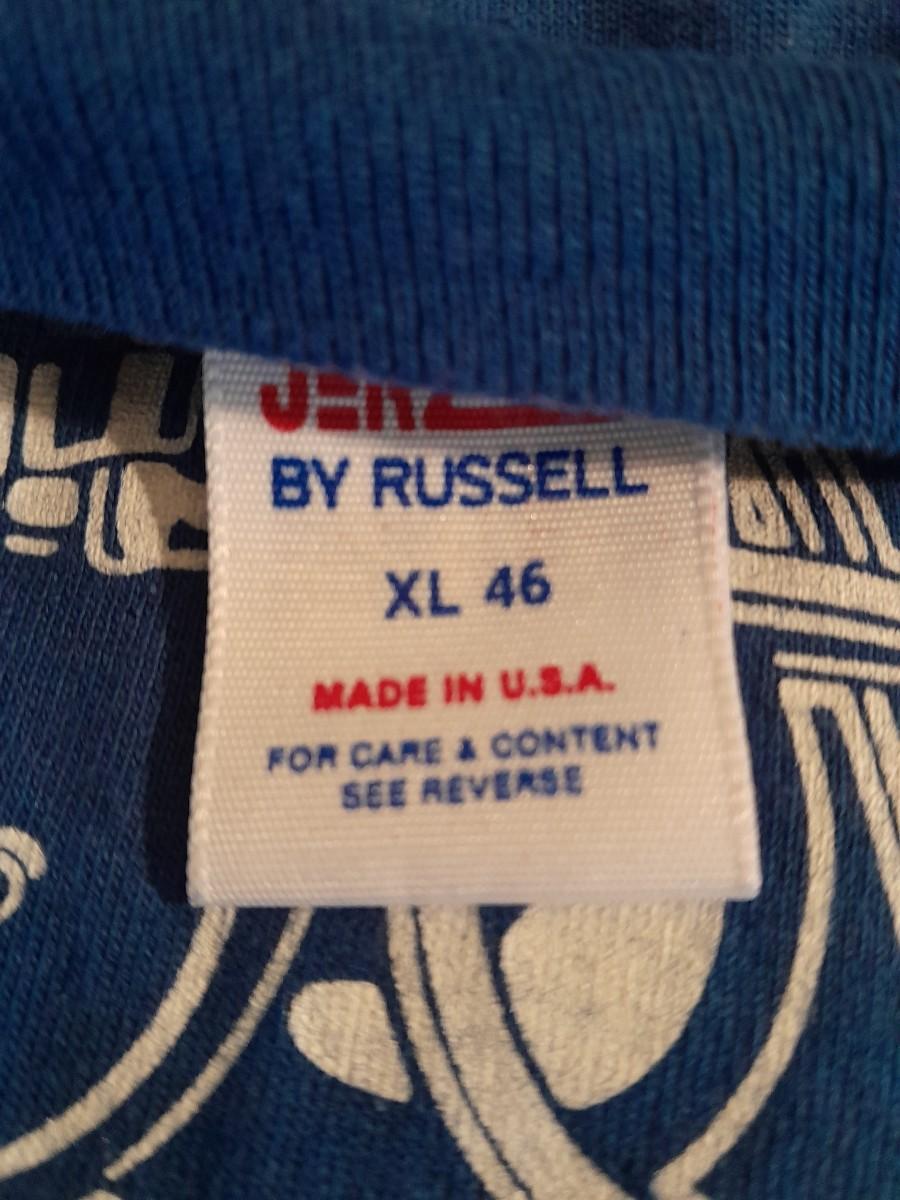 BY RUSSELL
XL 46
MADE IN U.S.A.
FOR CARE & CONTENT
SEE REVERSE